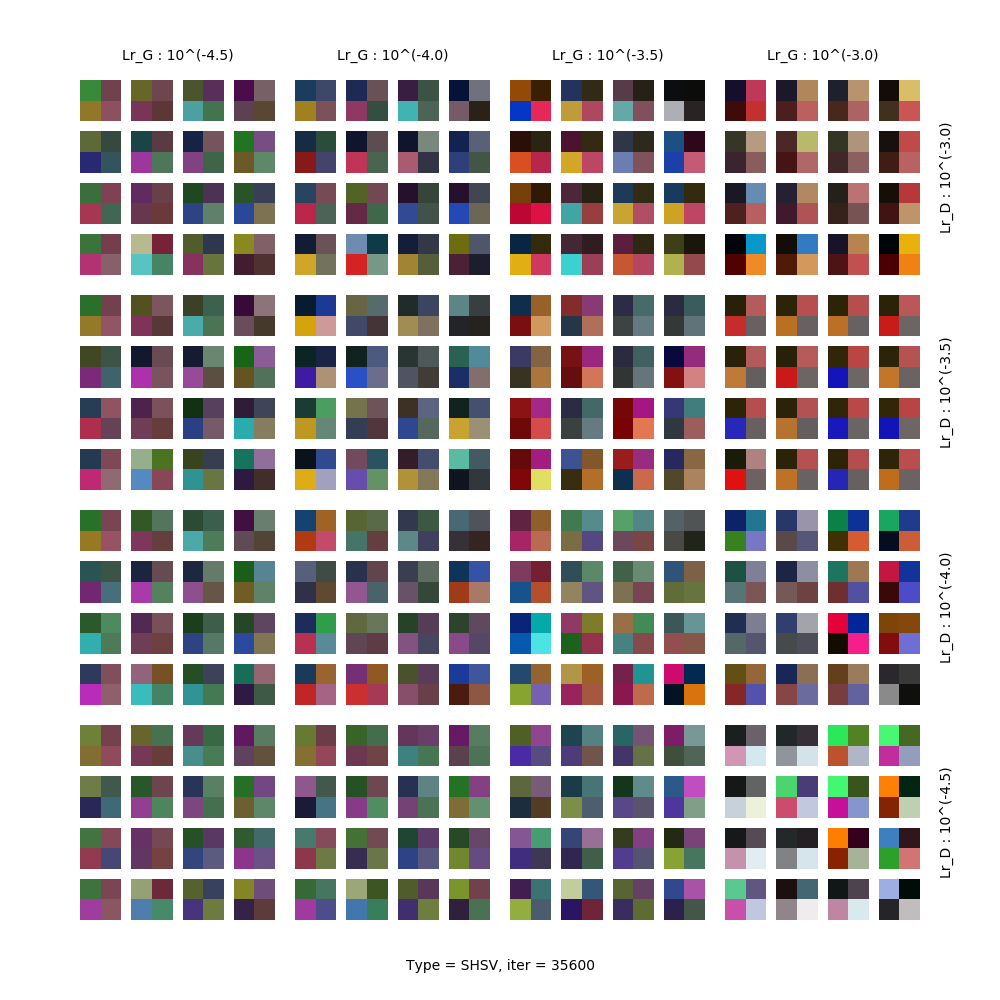 Lr_G : 10^(-4.5)
Lr_G : 10^(-4.0)
Lr_G : 10^(-3.5)
Lr_G : 10^(-3.0)
Lr_D : 10^(-3.0)
Lr_D : 10^(-3.5)
Lr_D : 10^(-4.0)
Lr_D : 10^(-4.5)
Type = SHSV, iter = 35600